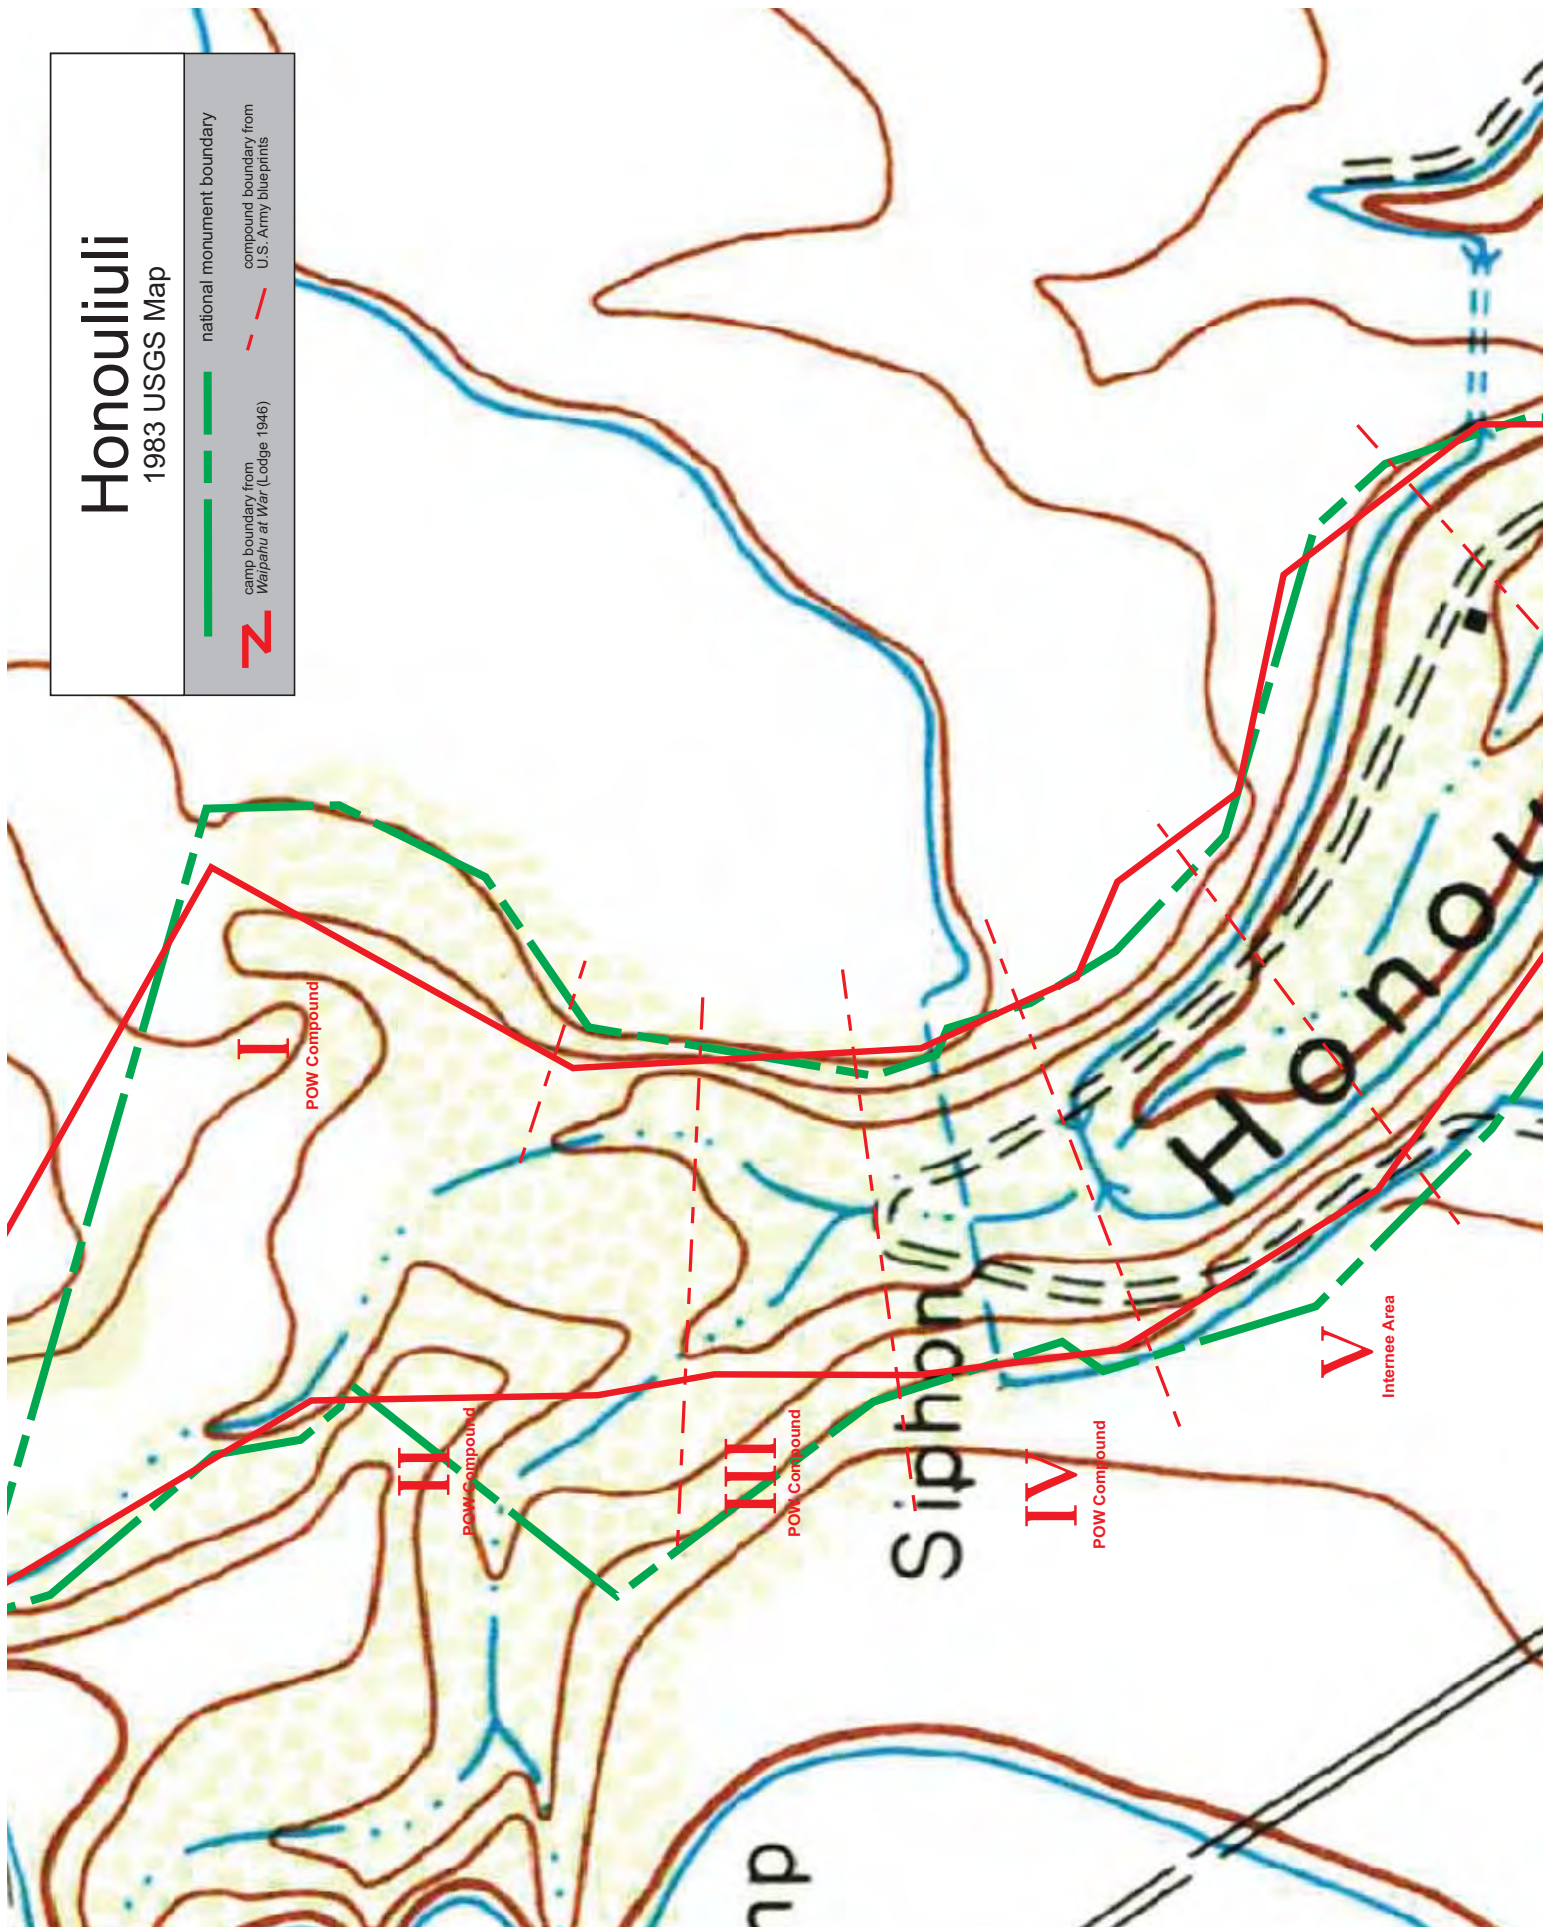 Honouliuli
1983 USGS Map
national monument boundary
camp boundary from
Waipahu at War (Lodge 1946)
compound boundary from
U.S. Army blueprints
I
POW Compound
II
POW Compound
III
POW Compound
IV
POW Compound
V
Internee Area
Siphon
Honou
mp